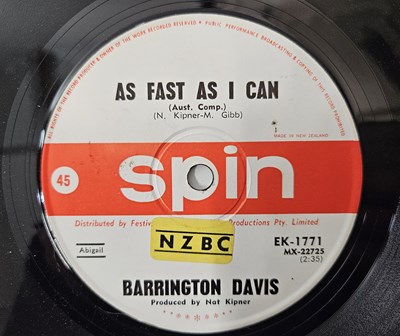 AS FAST AS I CAN
(Aust. Comp.)
(N. Kipner-M. Gibb)
MADE IN NEW ZEALAND
45
spin
Distributed by Festiv
Productions Pty. Limited
Abigail
NZBC
EK-1771
MX-22725
(2:35)
BARRINGTON DAVIS
Produced by Nat Kipner